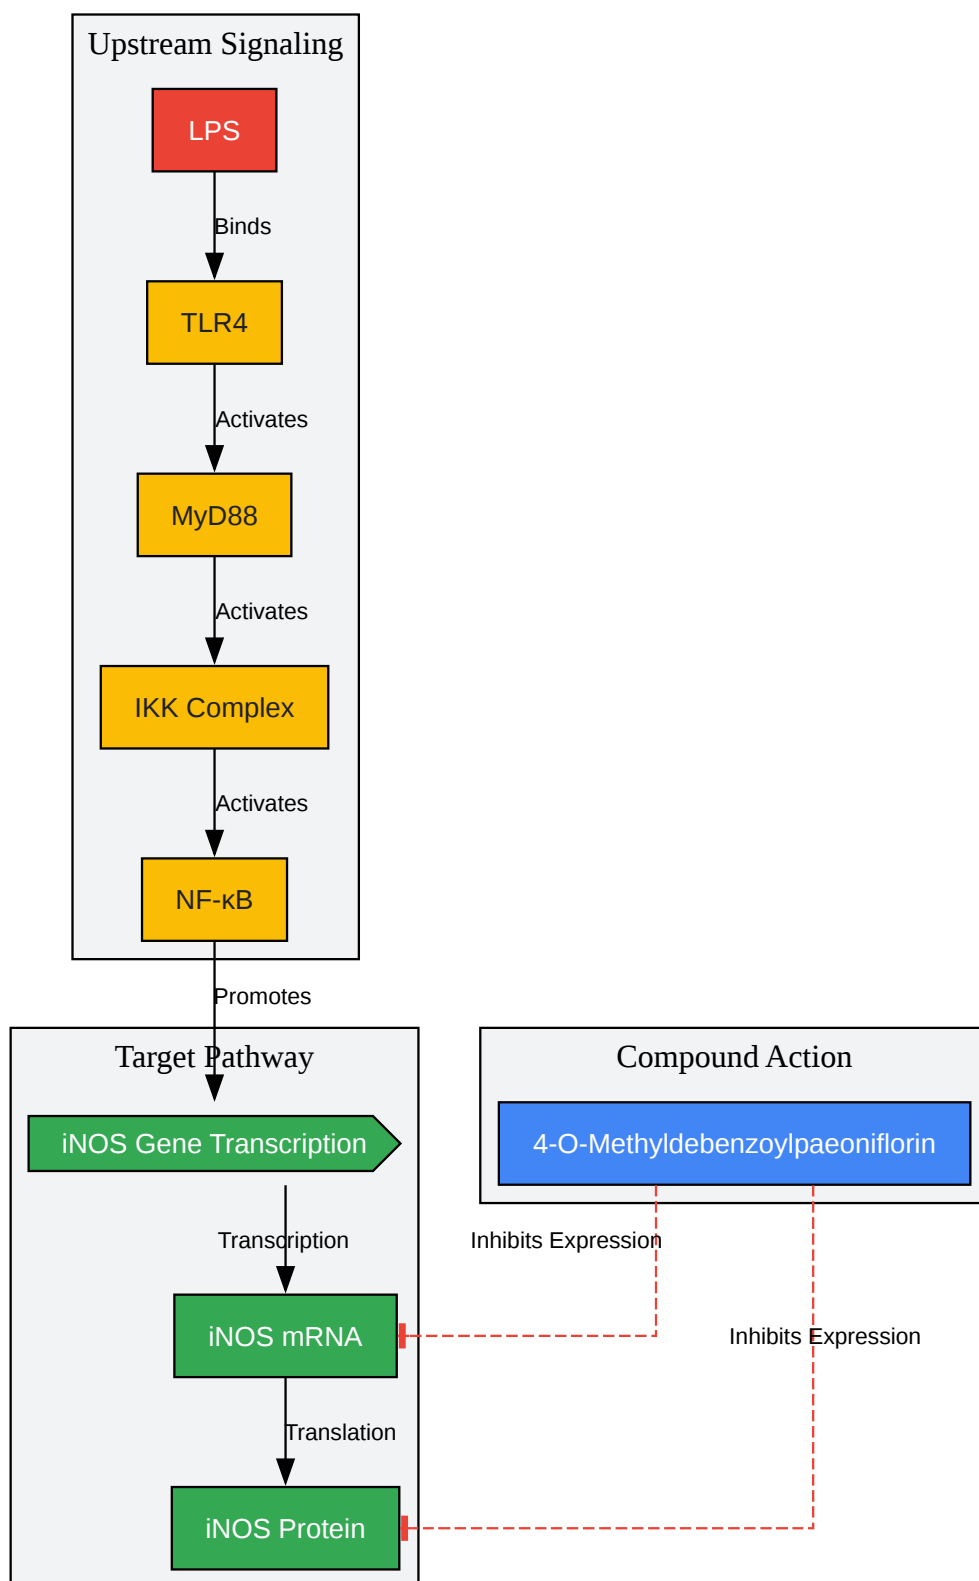 Upstream Signaling
LPS
Binds
TLR4
Activates
MyD88
Activates
IKK Complex
Activates
NF-κB
Promotes
Target Pathway
Compound Action
iNOS Gene Transcription
4-O-Methyldebenzoylpaeoniflorin
Transcription
Inhibits Expression
iNOS mRNA
Inhibits Expression
Translation
iNOS Protein